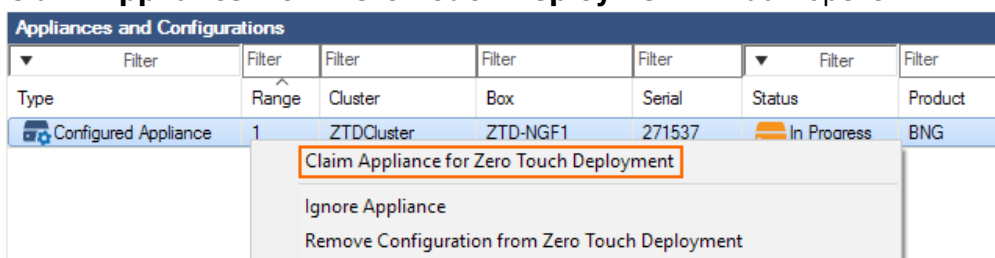 Appliances and Configurations
Filter Filter Filter Filter Filter Filter Filter
Type Range Cluster Box Serial Status Product
Configured Appliance 1 ZTDCluster ZTD-NGF1 271537 In Progress BNG
Claim Appliance for Zero Touch Deployment
Ignore Appliance
Remove Configuration from Zero Touch Deployment